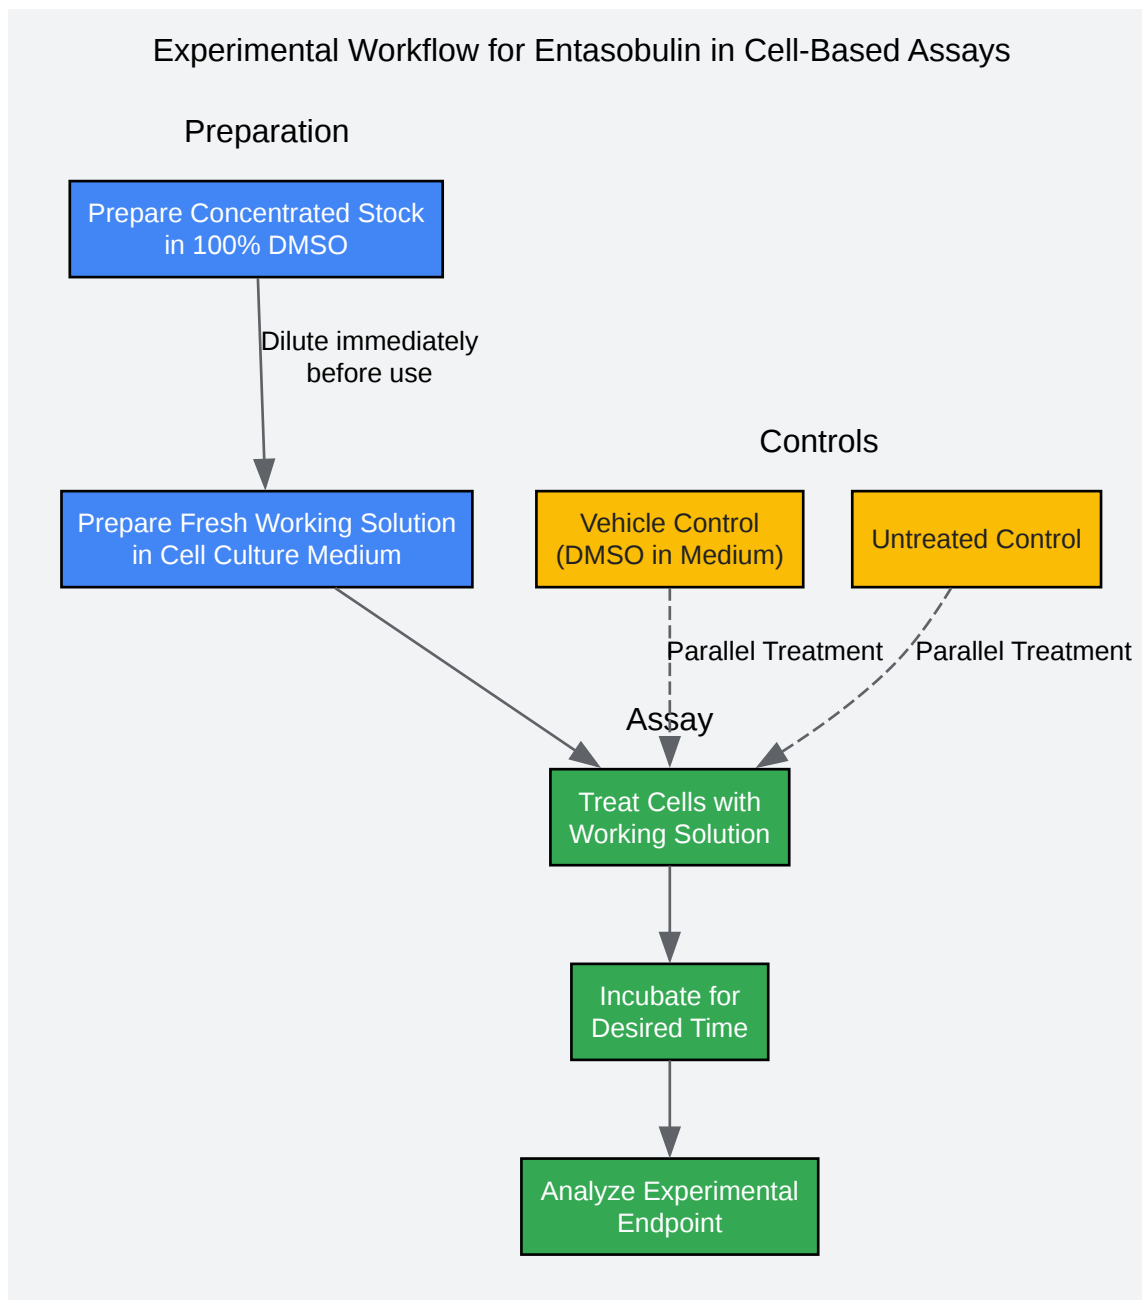 Experimental Workflow for Entasobulin in Cell-Based Assays
Preparation
Prepare Concentrated Stock
in 100% DMSO
Dilute immediately
before use
Controls
Prepare Fresh Working Solution
in Cell Culture Medium
Vehicle Control
(DMSO in Medium)
Untreated Control
Parallel Treatment
Parallel Treatment
Assay
Treat Cells with
Working Solution
Incubate for
Desired Time
Analyze Experimental
Endpoint